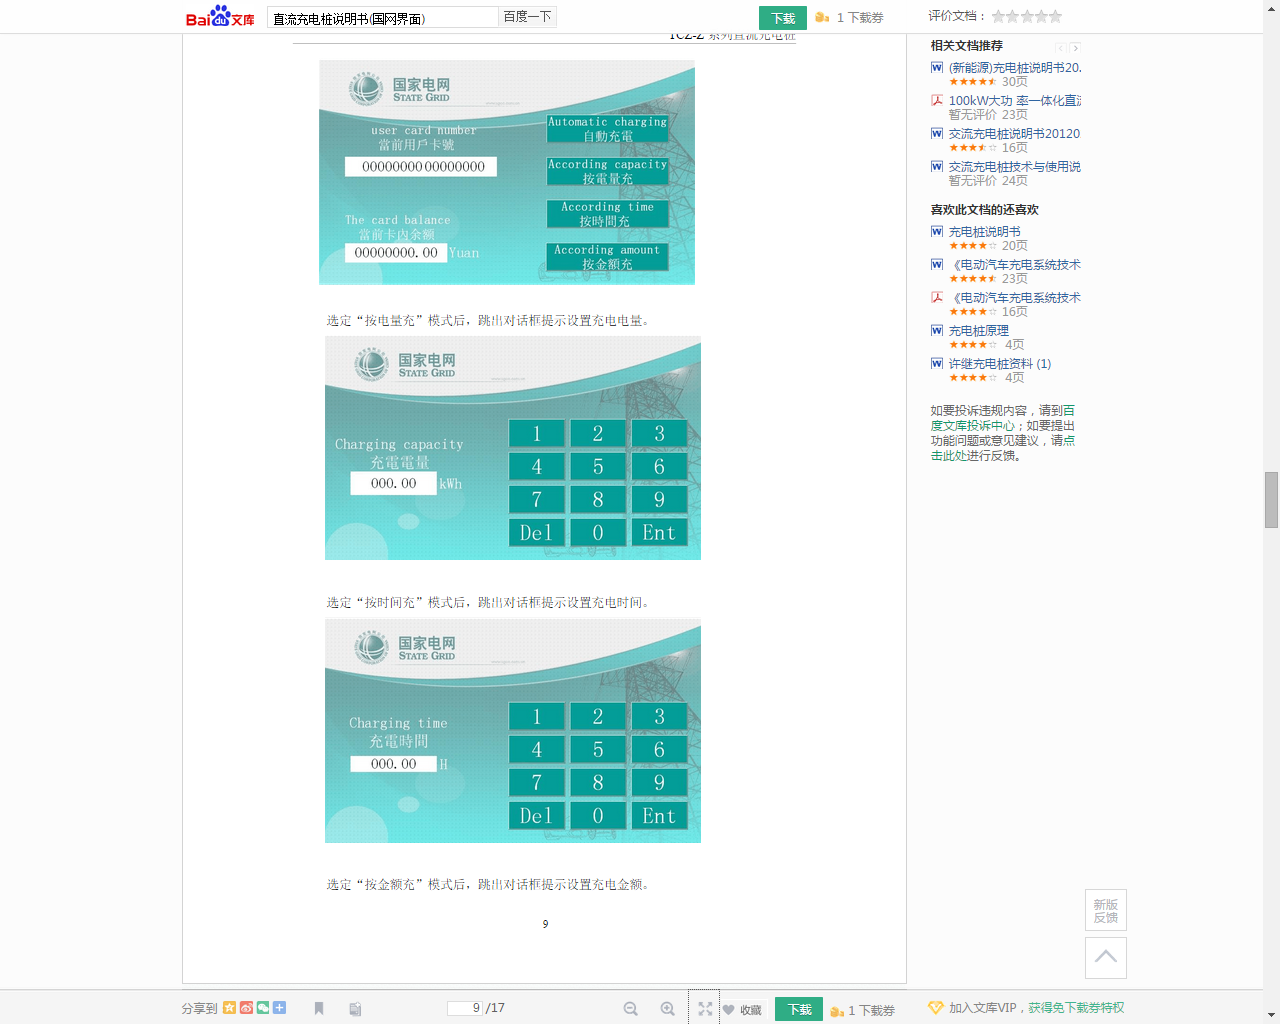 Bai du 文库
直流充电桩说明书(国网界面)
百度一下
下载
1 下载券
评价文档：
系列直流充电桩
国家电网
STATE GRID
user card number
當前用戶卡號
0000000000000000
The card balance
當前卡內余額
00000000.00 Yuan
Automatic charging
自動充電
According capacity
按電量充
According time
按時間充
According amount
按金額充
选定“按电量充”模式后，跳出对话框提示设置充电电量。
国家电网
STATE GRID
Charging capacity
充電電量
000.00 kWh
1 2 3
4 5 6
7 8 9
Del 0 Ent
选定“按时间充”模式后，跳出对话框提示设置充电时间。
国家电网
STATE GRID
Charging time
充電時間
000.00 H
1 2 3
4 5 6
7 8 9
Del 0 Ent
选定“按金额充”模式后，跳出对话框提示设置充电金额。
9
相关文档推荐
(新能源)充电桩说明书20.
30页
100kW大功 率一体化直流
暂无评价 23页
交流充电桩说明书20120
16页
交流充电桩技术与使用说
暂无评价 24页
喜欢此文档的还喜欢
充电桩说明书
20页
《电动汽车充电系统技术
23页
《电动汽车充电系统技术
16页
充电桩原理
4页
许继充电桩资料 (1)
4页
如要投诉违规内容，请到百
度文库投诉中心；如要提出
功能问题或意见建议，请点
击此处进行反馈。
新版
反馈
分享到
9 /17
收藏
下载
1 下载券
加入文库VIP，获得免下载券特权